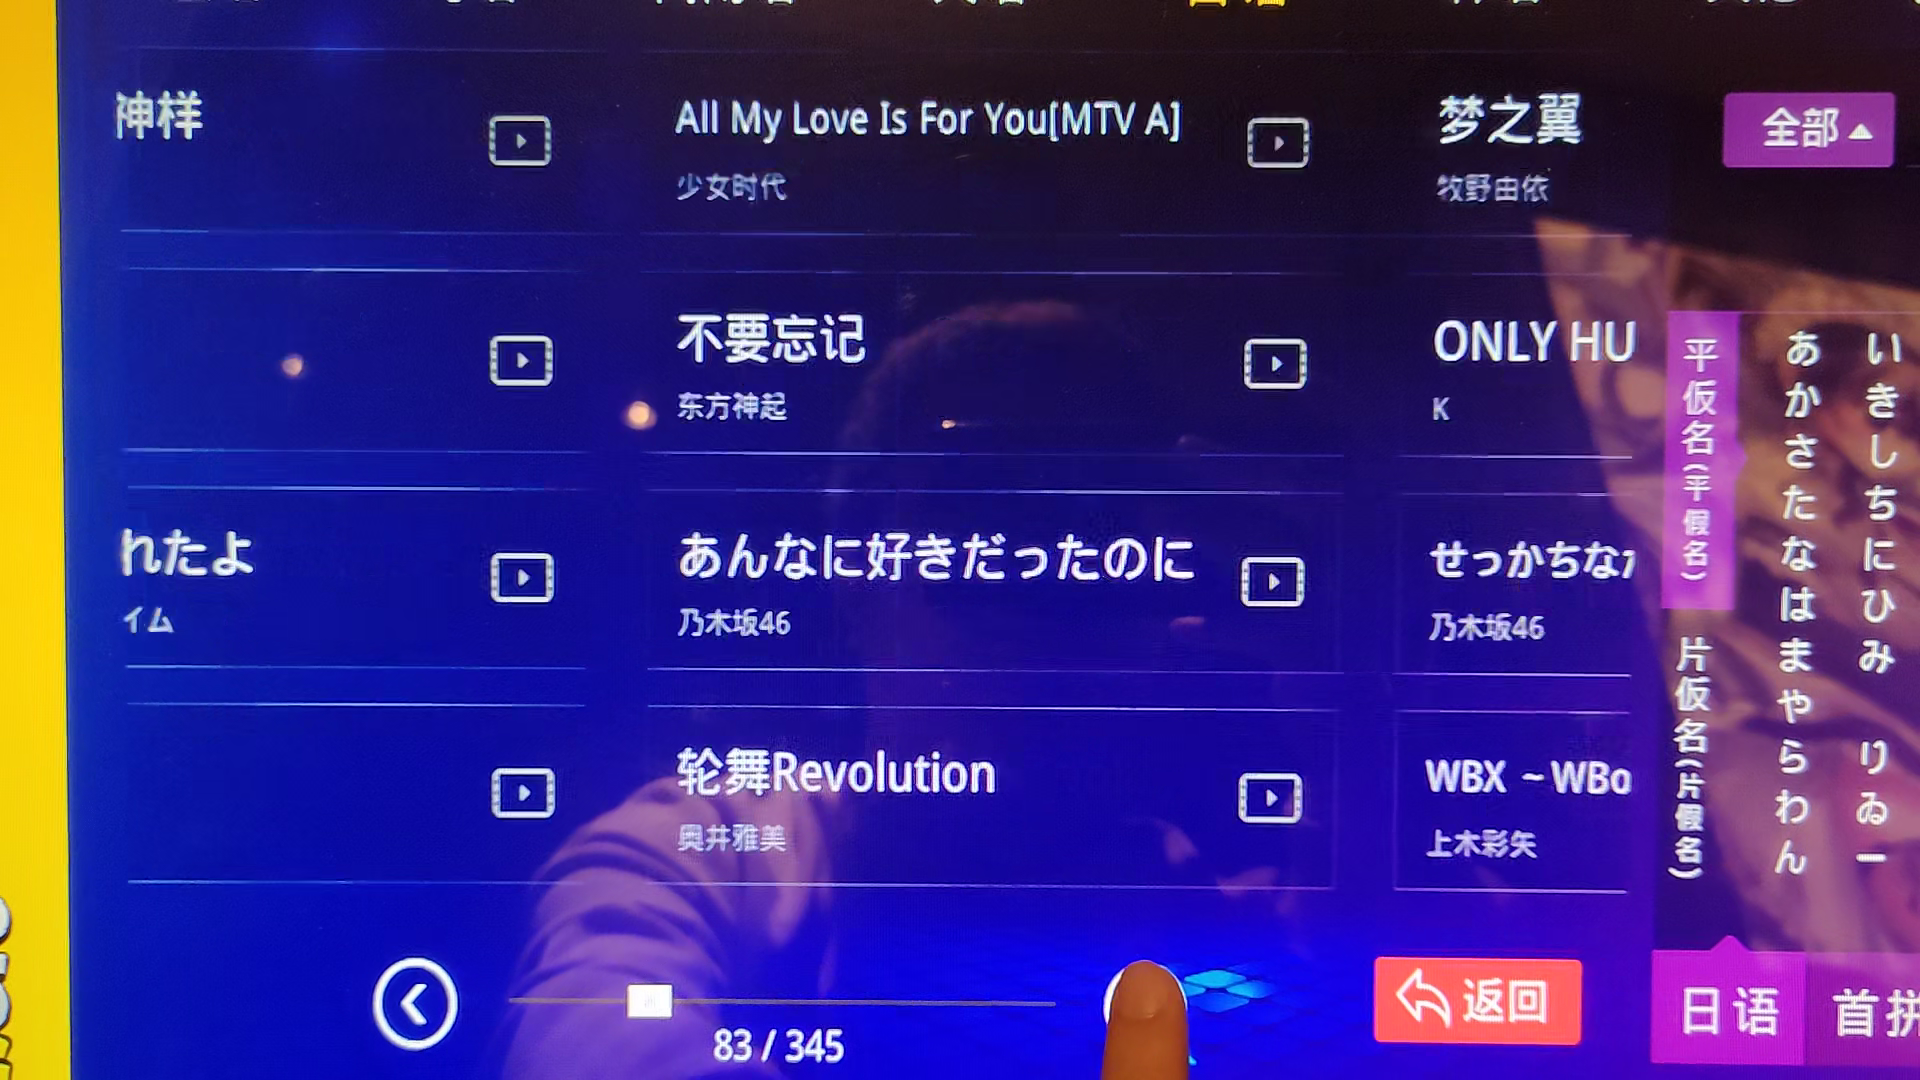 神样
All My Love Is For You[MTV A]
少女时代
梦之翼
牧野由依
全部
不要忘记
东方神起
ONLY HU
K
れたよ
イム
あんなに好きだったのに
乃木坂46
せっかちなカ
乃木坂46
轮舞Revolution
奥井雅美
WBX ~WBo
上木彩矢
平仮名(平假名)
片仮名(片假名)
あかさたなはまやらわん
いきしちにひみ りゐー
83 / 345
返回
日语
首拼